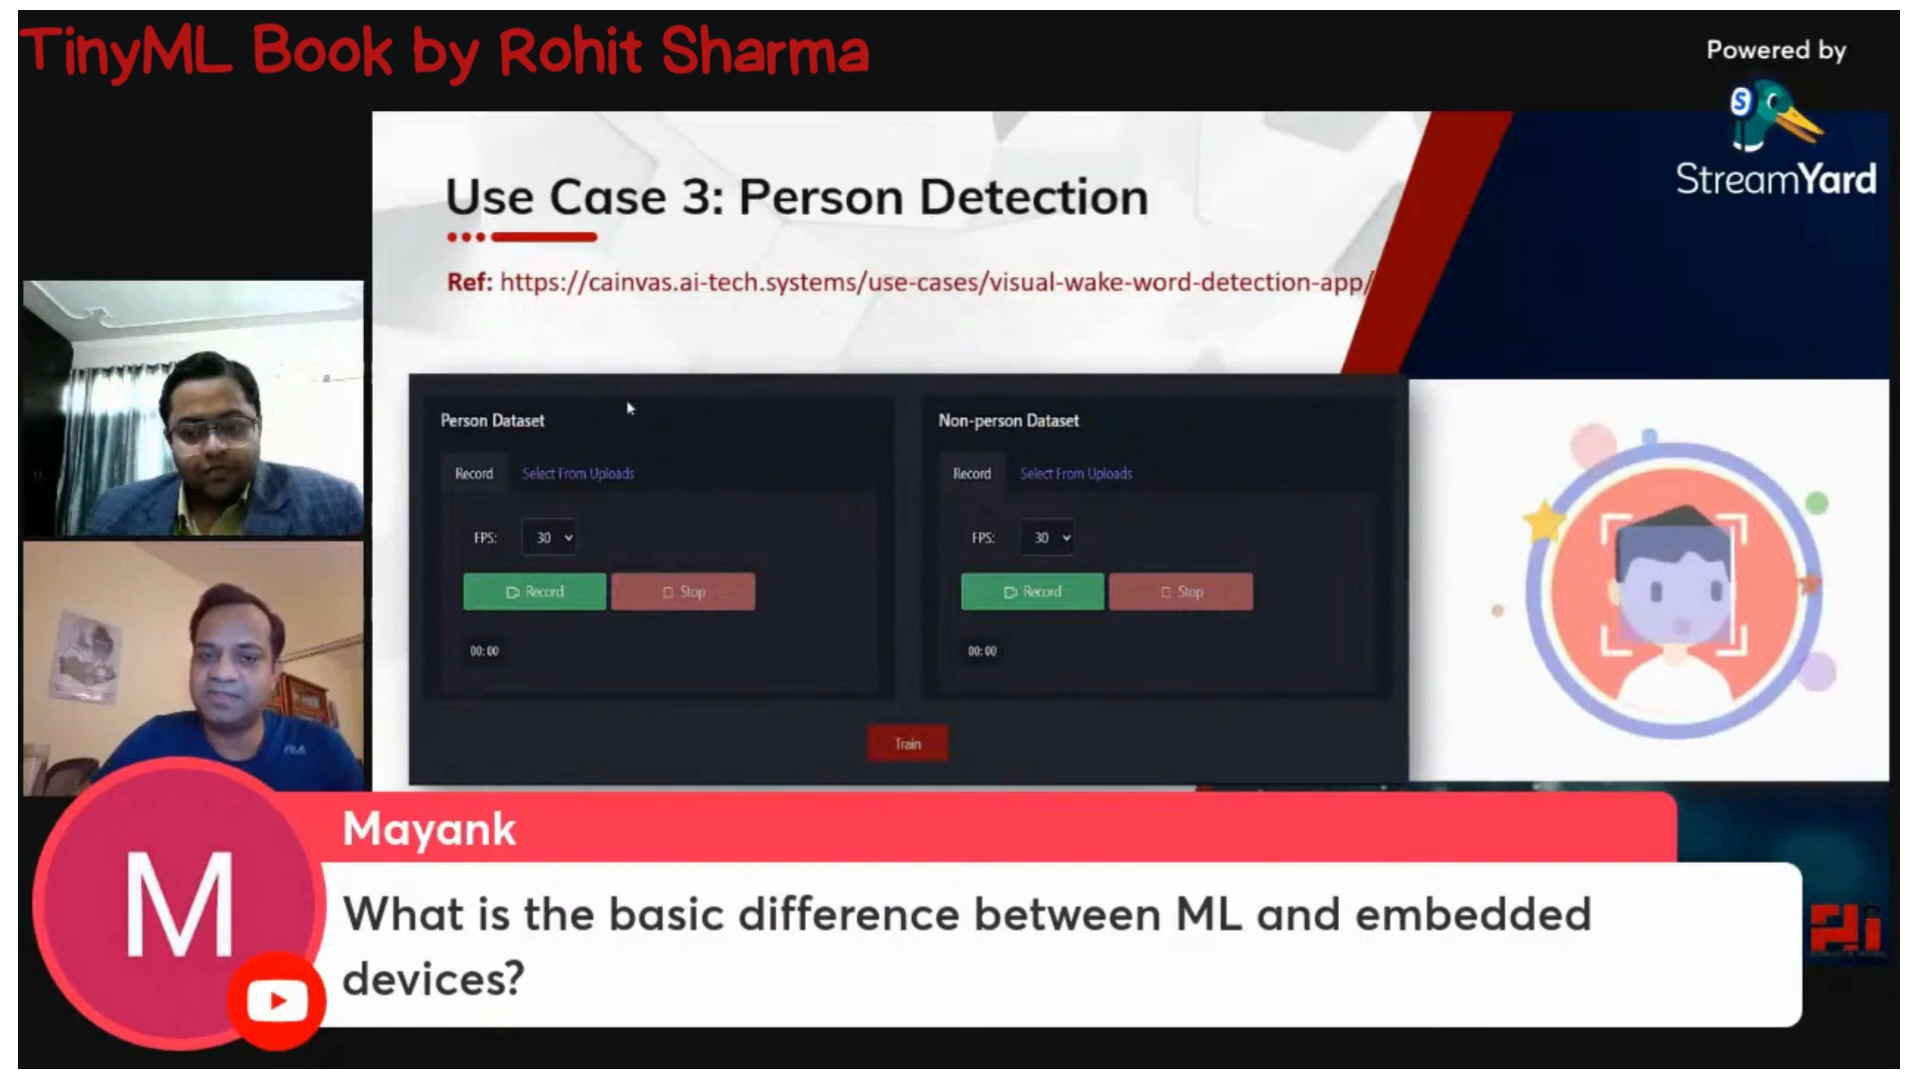 TinyML Book by Rohit Sharma
Powered by
StreamYard
Use Case 3: Person Detection
Ref: https://cainvas.ai-tech.systems/use-cases/visual-wake-word-detection-app/
Person Dataset
Record Select From Uploads
FPS: 30
Record Stop
00:00
Non-person Dataset
Record Select From Uploads
FPS: 30
Record Stop
00:00
Train
FILA
M
Mayank
What is the basic difference between ML and embedded
devices?